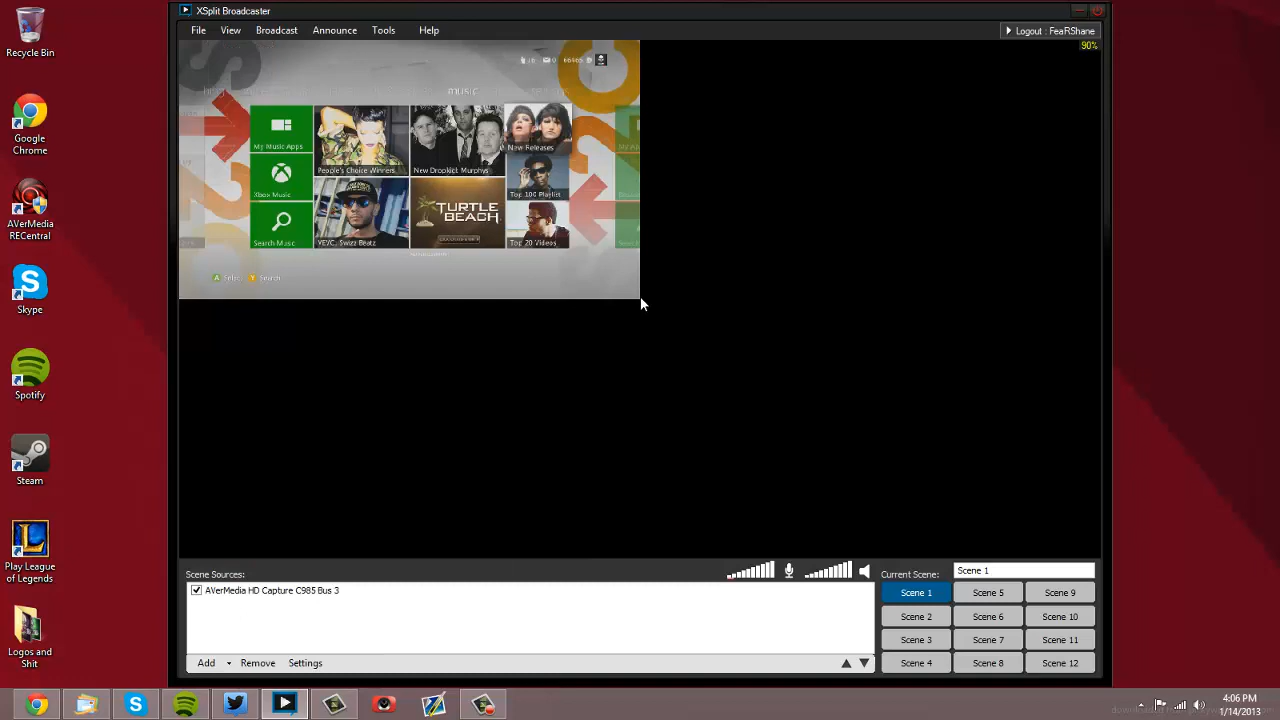 XSplit Broadcaster
File View Broadcast Announce Tools Help
Logout : FeaRShane
90%
Recycle Bin
Google
Chrome
AVerMedia
RECentral
Skype
Spotify
Steam
Play League
of Legends
Logos and
Shit
music
My Music Apps
People's Choice Winners
New Dropkick Murphys
New Releases
Xbox Music
Top 100 Playlist
Search Music
VEVO, Swizz Beatz
TURTLE
BEACH
Top 20 Videos
A Select Y Search
Scene Sources:
AVerMedia HD Capture C985 Bus 3
Add Remove Settings
Current Scene: Scene 1
Scene 1 Scene 5 Scene 9
Scene 2 Scene 6 Scene 10
Scene 3 Scene 7 Scene 11
Scene 4 Scene 8 Scene 12
4:06 PM
1/14/2013